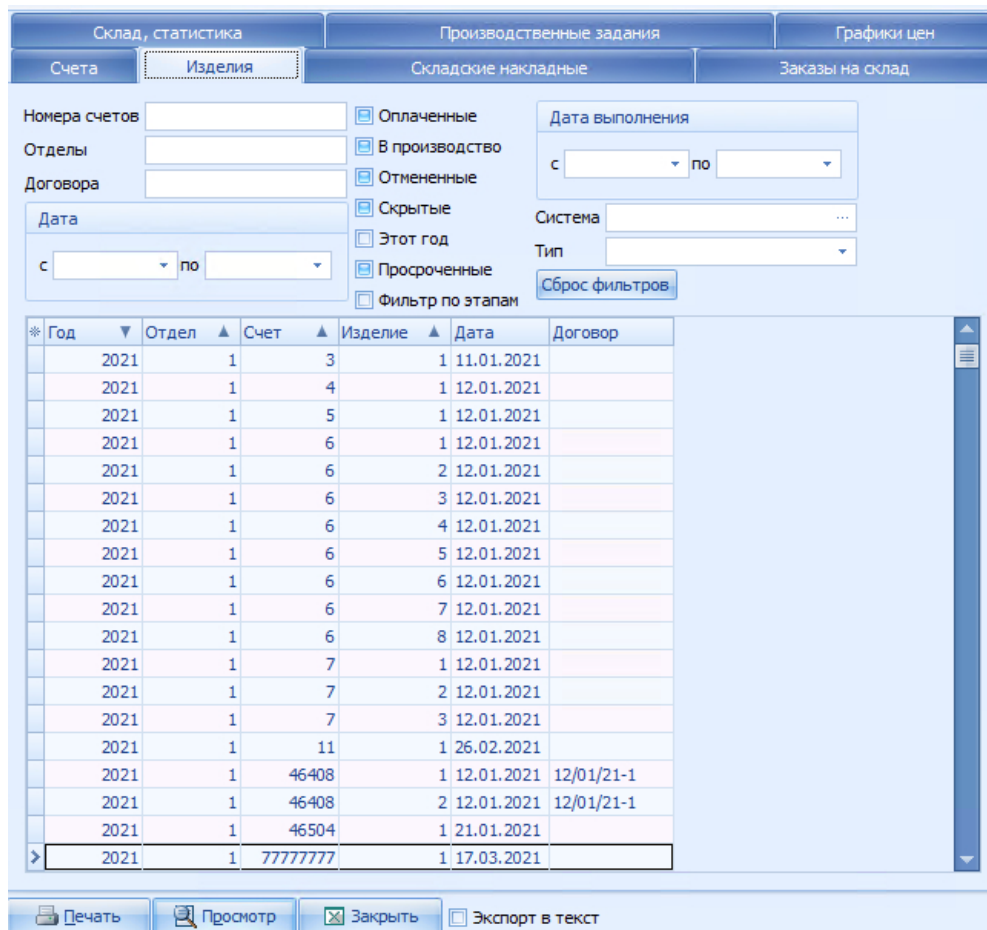 Склад, статистика Производственные задания Графики цен
Счета Изделия Складские накладные Заказы на склад
Номера счетов Оплаченные Дата выполнения
Отделы В производство с по
Договора Отмененные
Дата Скрытые Система ...
с по Этот год Тип
Просроченные Сброс фильтров
Фильтр по этапам
Год Отдел Счет Изделие Дата Договор
2021 1 3 1 11.01.2021
2021 1 4 1 12.01.2021
2021 1 5 1 12.01.2021
2021 1 6 1 12.01.2021
2021 1 6 2 12.01.2021
2021 1 6 3 12.01.2021
2021 1 6 4 12.01.2021
2021 1 6 5 12.01.2021
2021 1 6 6 12.01.2021
2021 1 6 7 12.01.2021
2021 1 6 8 12.01.2021
2021 1 7 1 12.01.2021
2021 1 7 2 12.01.2021
2021 1 7 3 12.01.2021
2021 1 11 1 26.02.2021
2021 1 46408 1 12.01.2021 12/01/21-1
2021 1 46408 2 12.01.2021 12/01/21-1
2021 1 46504 1 21.01.2021
2021 1 77777777 1 17.03.2021
Печать Просмотр Закрыть Экспорт в текст